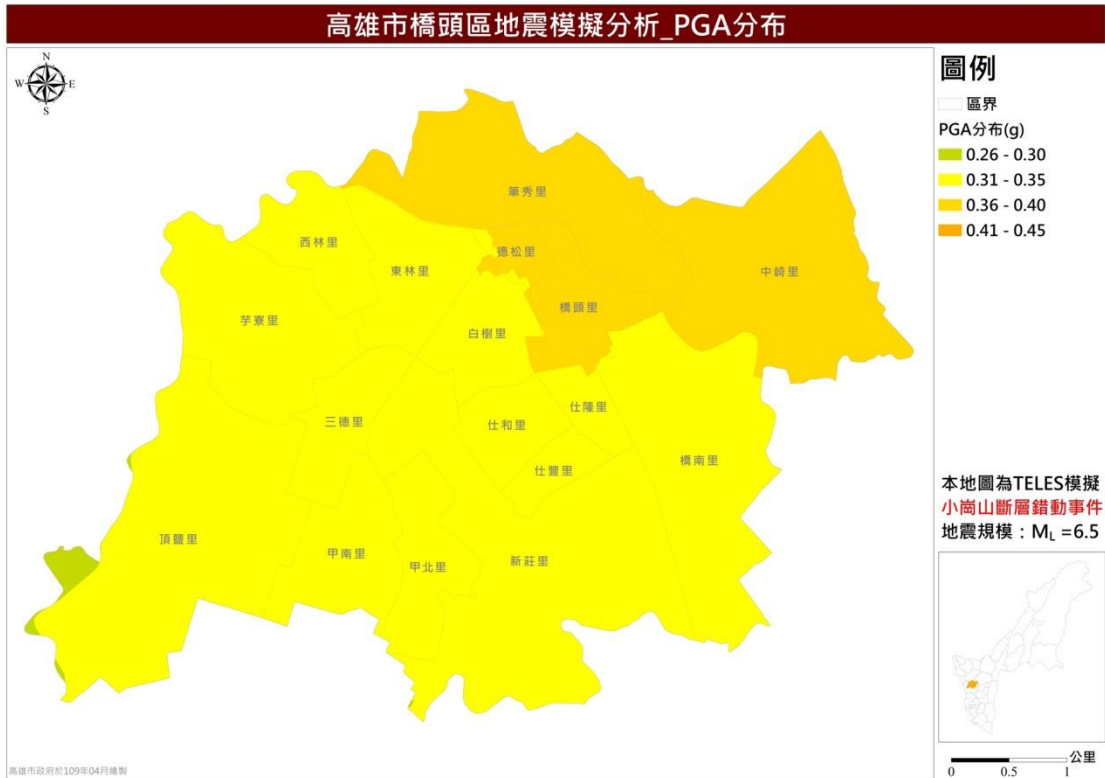 高雄市橋頭區地震模擬分析_PGA分布
N
W E
S
圖例
區界
PGA分布(g)
0.26 - 0.30
0.31 - 0.35
0.36 - 0.40
0.41 - 0.45
筆秀里
西林里
德松里
東林里
中崎里
橋頭里
芋寮里
白樹里
仕隆里
三德里
仕和里
橋南里
仕豐里
頂鹽里
甲南里
新莊里
甲北里
本地圖為TELES模擬
小崗山斷層錯動事件
地震規模：ML =6.5
公里
0 0.5 1
高雄市政府於109年04月繪製